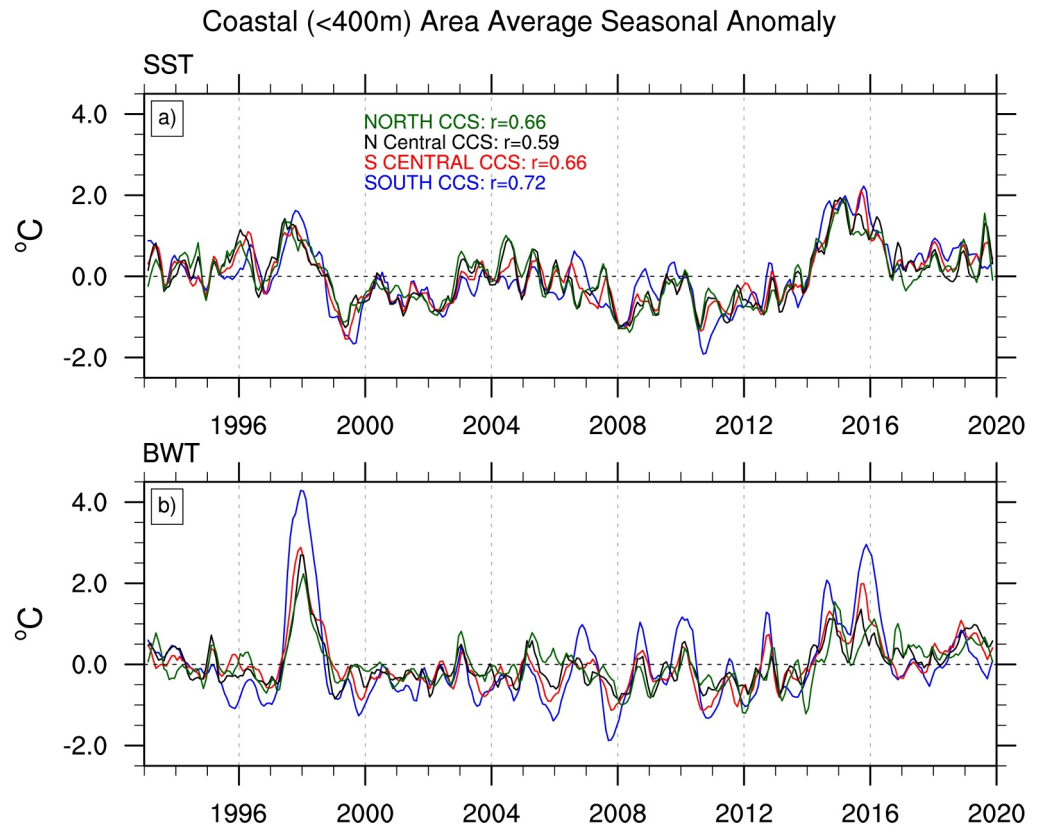 Coastal (<400m) Area Average Seasonal Anomaly
SST
a)
NORTH CCS: r=0.66
N Central CCS: r=0.59
S CENTRAL CCS: r=0.66
SOUTH CCS: r=0.72
4.0
2.0
0.0
-2.0
°C
1996 2000 2004 2008 2012 2016 2020
BWT
b)
4.0
2.0
0.0
-2.0
°C
1996 2000 2004 2008 2012 2016 2020